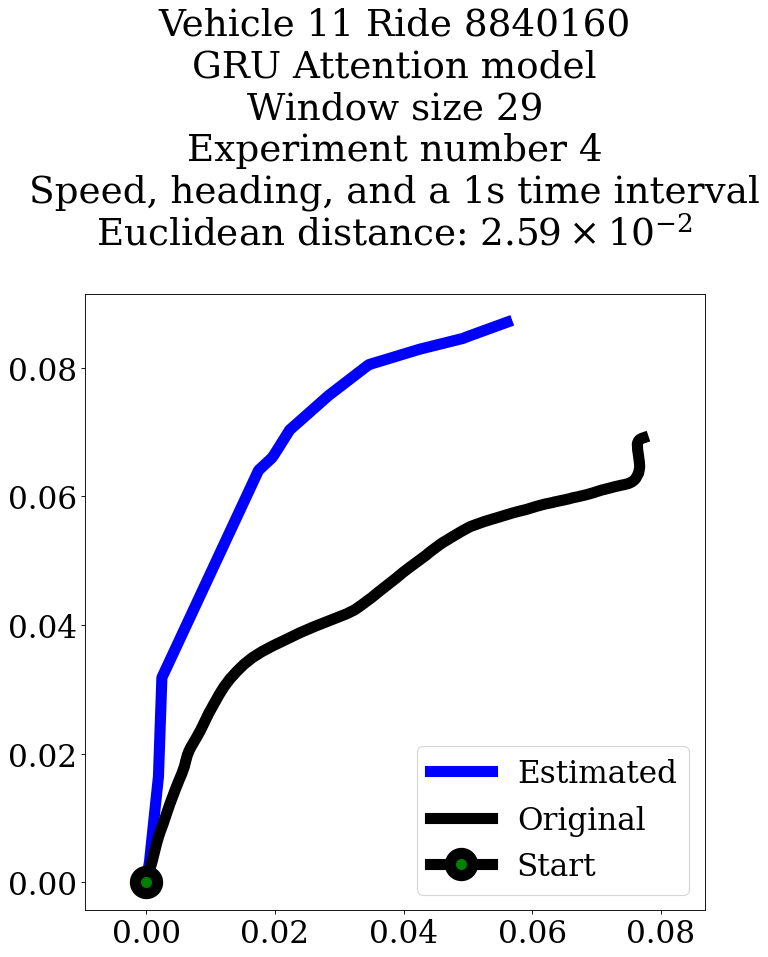 Vehicle 11 Ride 8840160
GRU Attention model
Window size 29
Experiment number 4
Speed, heading, and a 1s time interval
Euclidean distance: 2.59 × 10⁻²
0.08
0.06
0.04
0.02
0.00
Estimated
Original
Start
0.00 0.02 0.04 0.06 0.08